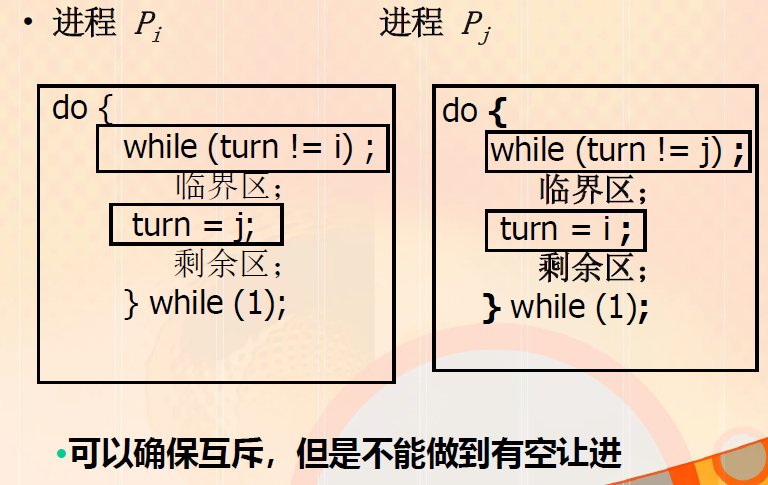 • 进程 Pi
进程 Pj
do {
while (turn != i) ;
临界区；
turn = j;
剩余区；
} while (1);
do {
while (turn != j) ;
临界区；
turn = i ;
剩余区；
} while (1);
•可以确保互斥，但是不能做到有空让进